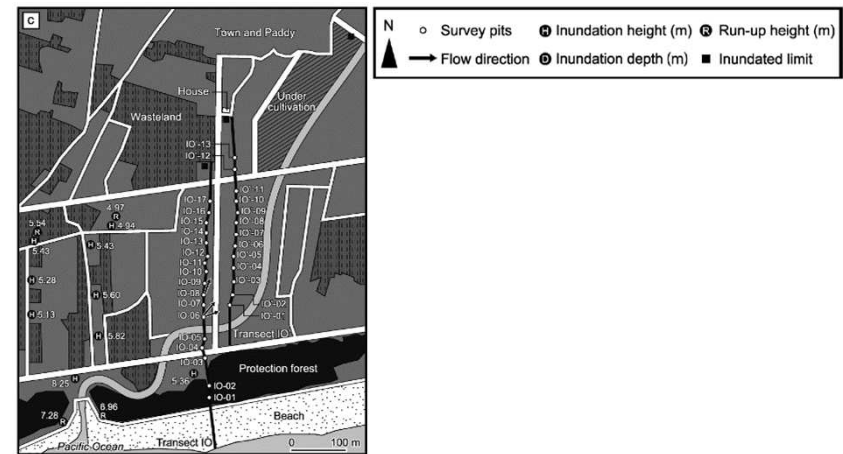 C
Town and Paddy
House
Under
cultivation
Wasteland
IO'-13
IO'-12
IO-17
IO-16
IO-15
IO-14
IO-13
IO-12
IO-11
IO-10
IO-09
IO-08
IO-07
IO-06
IO-05
IO-04
IO-03
IO-02
IO-01
IO'-11
IO'-10
IO'-09
IO'-08
IO'-07
IO'-06
IO'-05
IO'-04
IO'-03
IO'-02
IO'-01
4.97
R
H 4.94
5.54
R
H
5.43
H 5.43
H 5.28
H 5.60
H 5.13
H 5.82
Transect IO'
Protection forest
8.25 H
H
5.36
7.28 R
6.96
R
Beach
Pacific Ocean
Transect IO
0 100 m
N
Survey pits
H Inundation height (m)
R Run-up height (m)
Flow direction
D Inundation depth (m)
Inundated limit